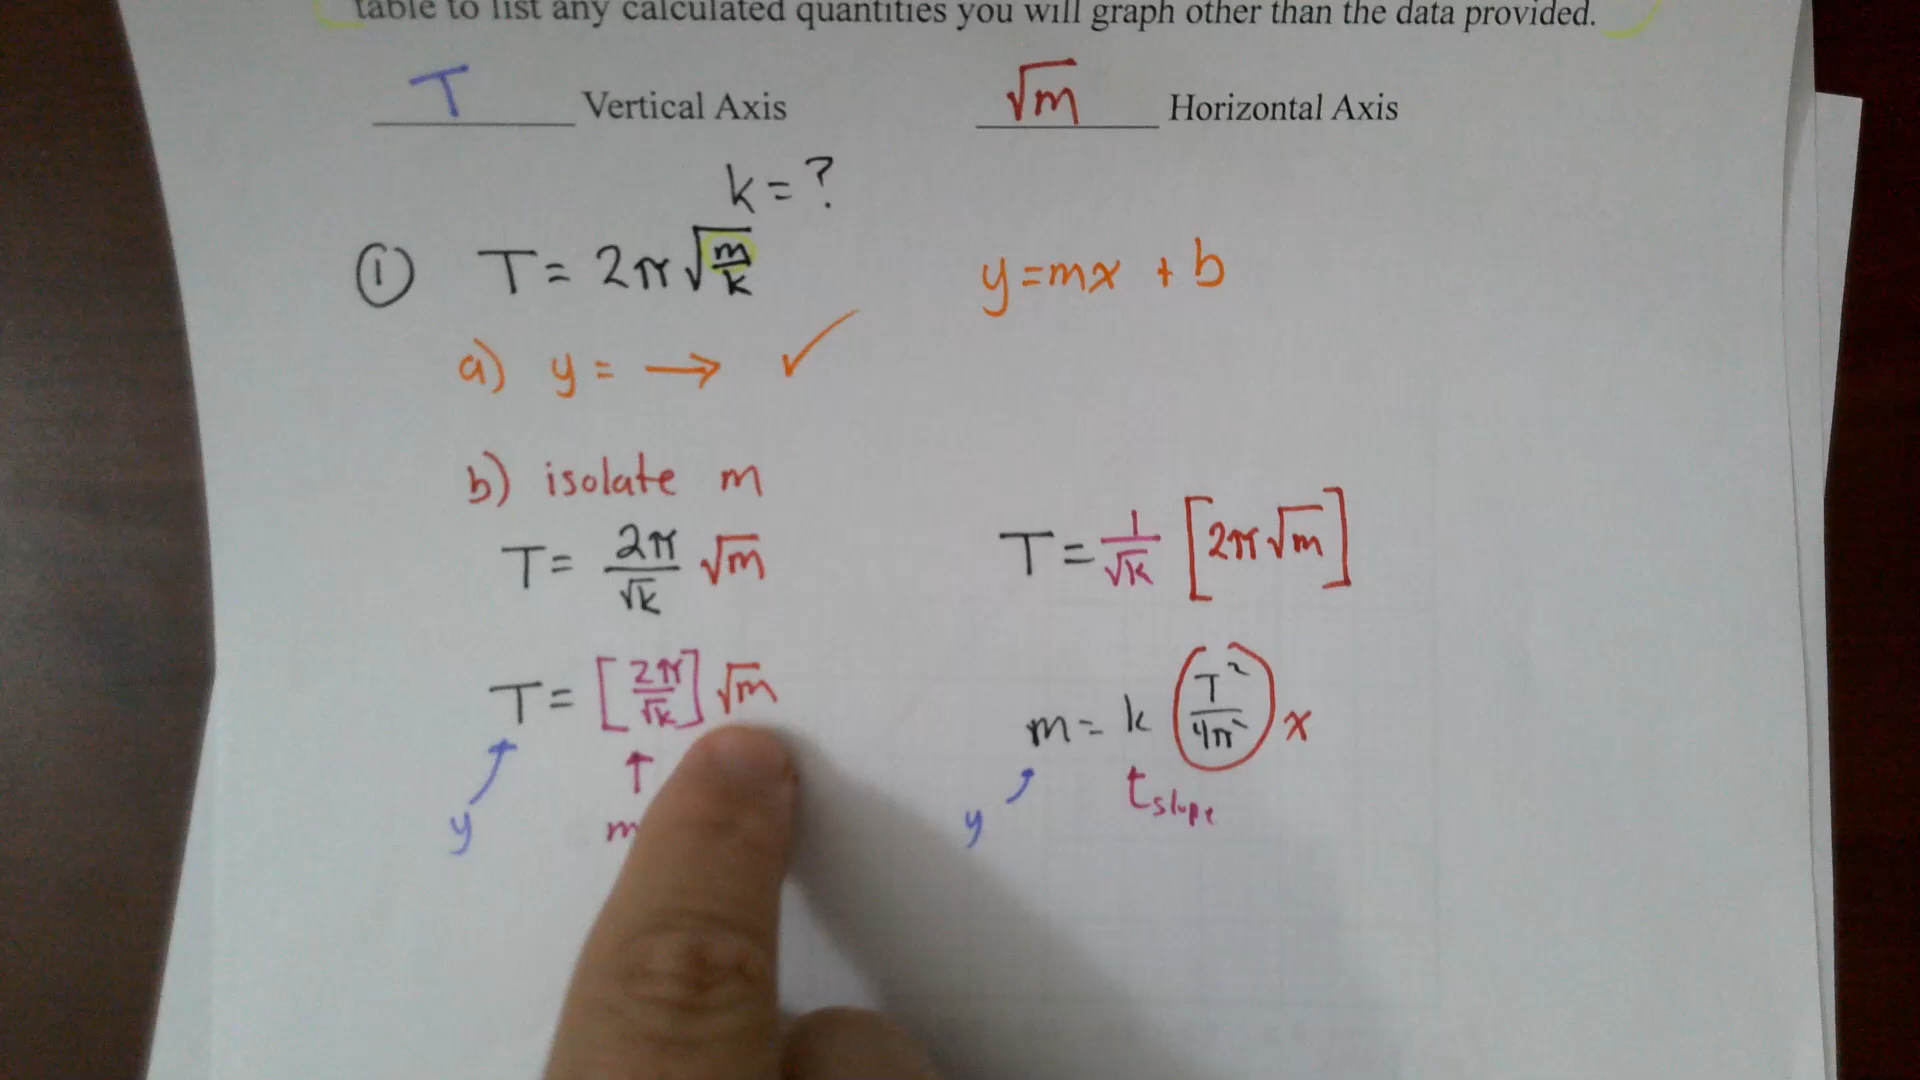 table to list any calculated quantities you will graph other than the data provided.
T Vertical Axis √m Horizontal Axis
k = ?
① T = 2π √(m/k)
y = mx + b
a) y = → ✓
b) isolate m
T = 2π/√k √m
T = 1/√k [2π√m]
T = [2π/√k] √m
↑
y m
m = k (T²/4π²) x
y slope